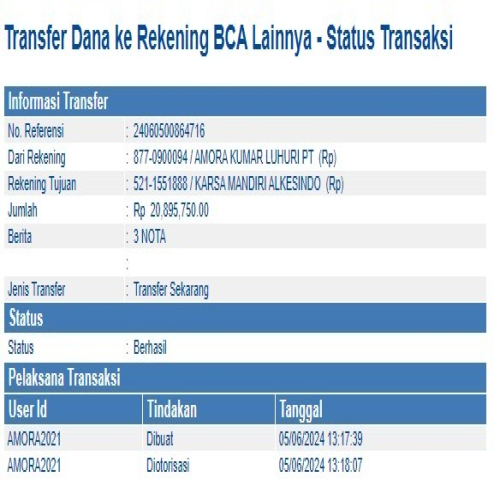 Transfer Dana ke Rekening BCA Lainnya - Status Transaksi
Informasi Transfer
No. Referensi : 24060500864716
Dari Rekening : 877-0900094 / AMORA KUMAR LUHURI PT (Rp)
Rekening Tujuan : 521-1551888 / KARSA MANDIRI ALKESINDO (Rp)
Jumlah : Rp 20,895,750.00
Berita : 3 NOTA
:
Jenis Transfer : Transfer Sekarang
Status
Status : Berhasil
Pelaksana Transaksi
User Id Tindakan Tanggal
AMORA2021 Dibuat 05/06/2024 13:17:39
AMORA2021 Diotorisasi 05/06/2024 13:18:07